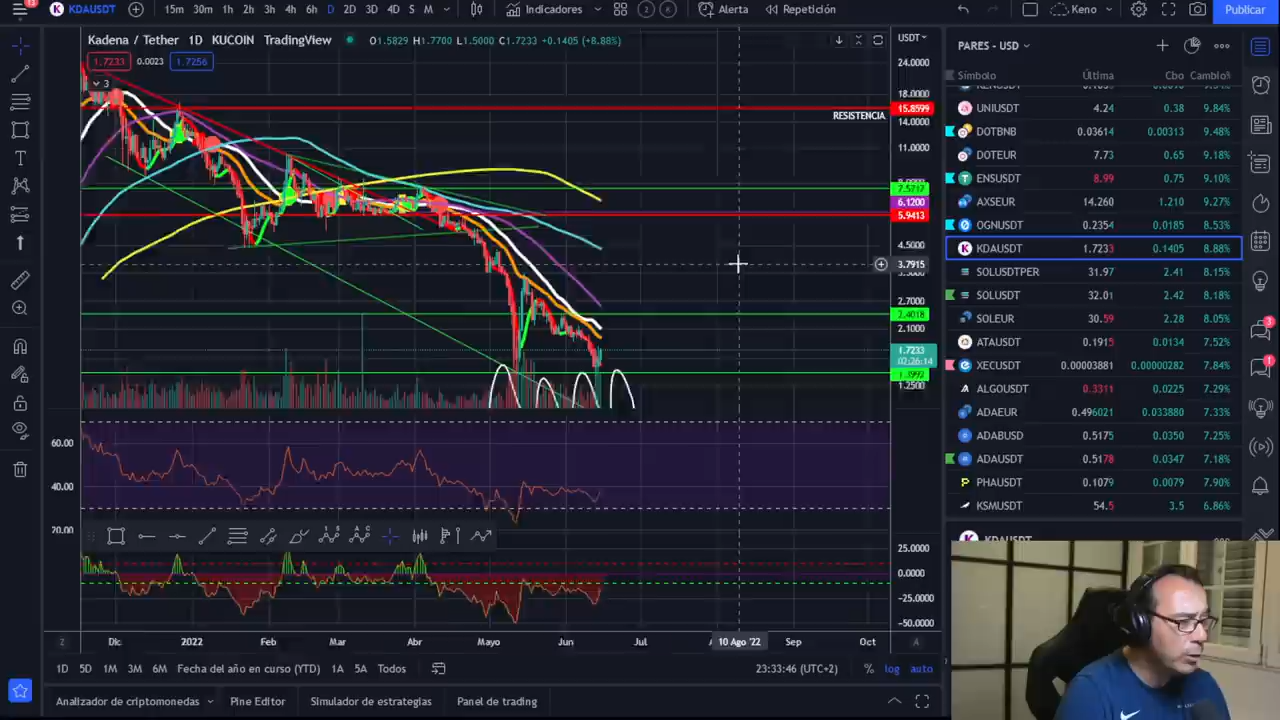 13
KDAUSDT
15m 30m 1h 2h 3h 4h 6h D 2D 3D 4D S M
Indicadores
2 8
Alerta
Repetición
Keno
Publicar
Kadena / Tether 1D KUCOIN TradingView
O1.5829 H1.7700 L1.5000 C1.7233 +0.1405 (+8.88%)
1.7233 0.0023 1.7256
3
RESISTENCIA
USDT
24.0000
18.0000
15.8599
14.0000
11.0000
7.5717
6.1200
5.9413
4.5000
3.7915
2.7000
2.4018
2.1000
1.7233
02:26:14
1.2500
60.00
40.00
20.00
25.0000
0.0000
−25.0000
−50.0000
Z Dic 2022 Feb Mar Abr Mayo Jun Jul 10 Ago '22 Sep Oct A
1D 5D 1M 3M 6M Fecha del año en curso (YTD) 1A 5A Todos
23:33:46 (UTC+2) % log auto
Analizador de criptomonedas Pine Editor Simulador de estrategias Panel de trading
PARES - USD
Símbolo Última Cbo Cambio%
UNIUSDT 4.24 0.38 9.84%
DOTBNB 0.03614 0.00313 9.48%
DOTEUR 7.73 0.65 9.18%
ENSUSDT 8.99 0.75 9.10%
AXSEUR 14.260 1.210 9.27%
OGNUSDT 0.2354 0.0185 8.53%
KDAUSDT 1.7233 0.1405 8.88%
SOLUSDTPER 31.97 2.41 8.15%
SOLUSDT 32.01 2.42 8.18%
SOLEUR 30.59 2.28 8.05%
ATAUSDT 0.1915 0.0134 7.52%
XECUSDT 0.00003881 0.00000282 7.84%
ALGOUSDT 0.3311 0.0225 7.29%
ADAEUR 0.496021 0.033880 7.33%
ADABUSD 0.5175 0.0350 7.25%
ADAUSDT 0.5178 0.0347 7.18%
PHAUSDT 0.1079 0.0079 7.90%
KSMUSDT 54.5 3.5 6.86%
KDAUSDT
3
1